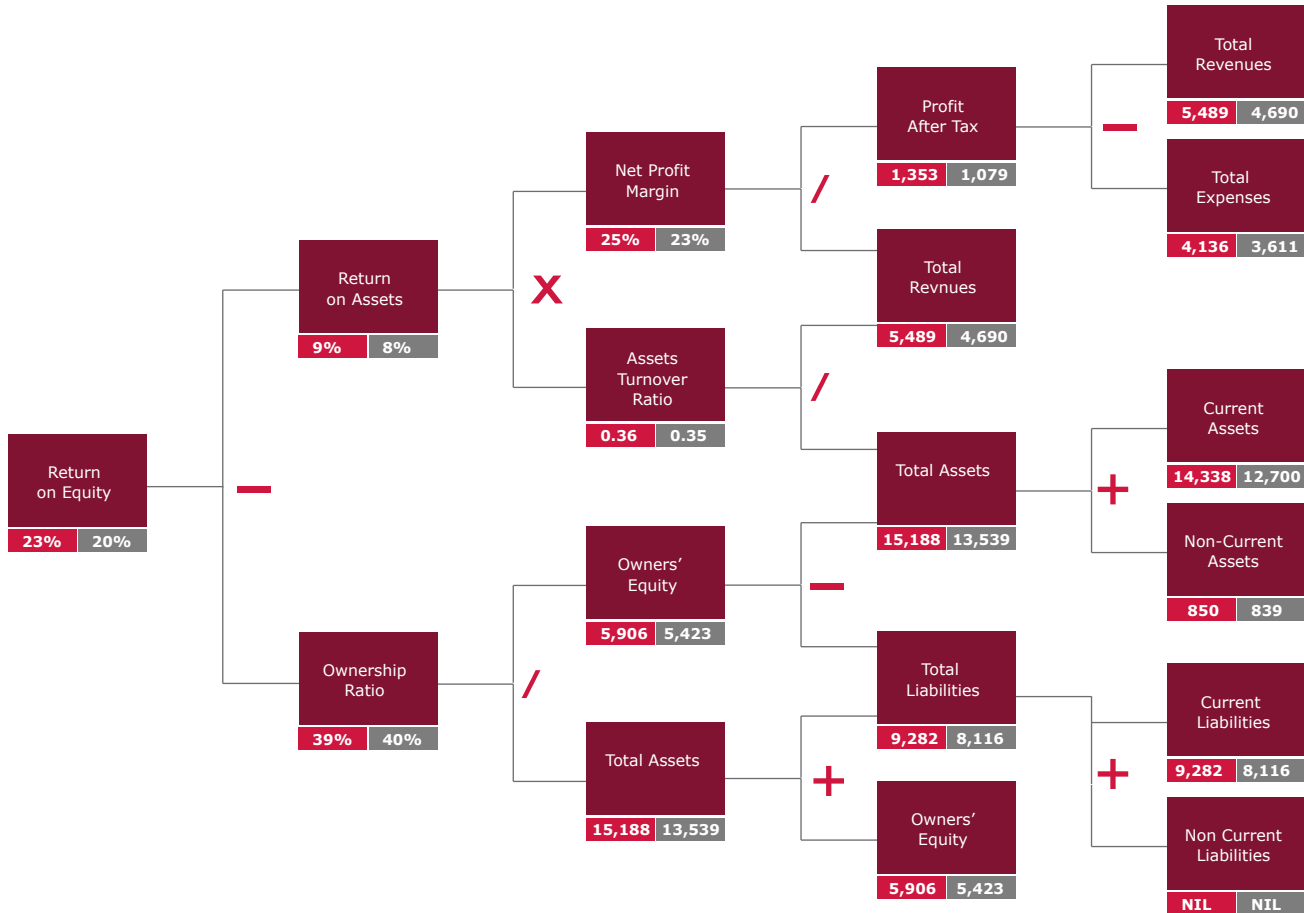 Total
Revenues
5,489 4,690
Profit
After Tax
1,353 1,079
—
Total
Expenses
4,136 3,611
Net Profit
Margin
25% 23%
/
Total
Revnues
5,489 4,690
Return
on Assets
9% 8%
X
Assets
Turnover
Ratio
0.36 0.35
/
Total Assets
15,188 13,539
Current
Assets
14,338 12,700
+
Non-Current
Assets
850 839
Return
on Equity
23% 20%
—
Owners'
Equity
5,906 5,423
—
Ownership
Ratio
39% 40%
/
Total
Liabilities
9,282 8,116
Current
Liabilities
9,282 8,116
+
Total Assets
15,188 13,539
+
Owners'
Equity
5,906 5,423
Non Current
Liabilities
NIL NIL